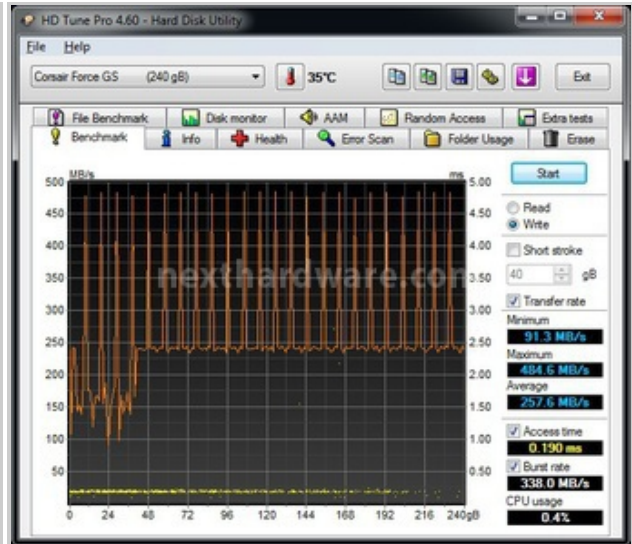 HD Tune Pro 4.60 - Hard Disk Utility
File Help
Corsair Force GS (240 gB)
35°C
Exit
File Benchmark Disk monitor AAM Random Access Extra tests
Benchmark Info Health Error Scan Folder Usage Erase
MB/s ms
500 5.00
450 4.50
400 4.00
350 3.50
300 3.00
250 2.50
200 2.00
150 1.50
100 1.00
50 0.50
0 24 48 72 96 120 144 168 192 216 240gB
nexthardware.com
Start
Read
Write
Short stroke
40 gB
Transfer rate
Minimum
91.3 MB/s
Maximum
484.6 MB/s
Average
257.6 MB/s
Access time
0.190 ms
Burst rate
338.0 MB/s
CPU usage
0.4%